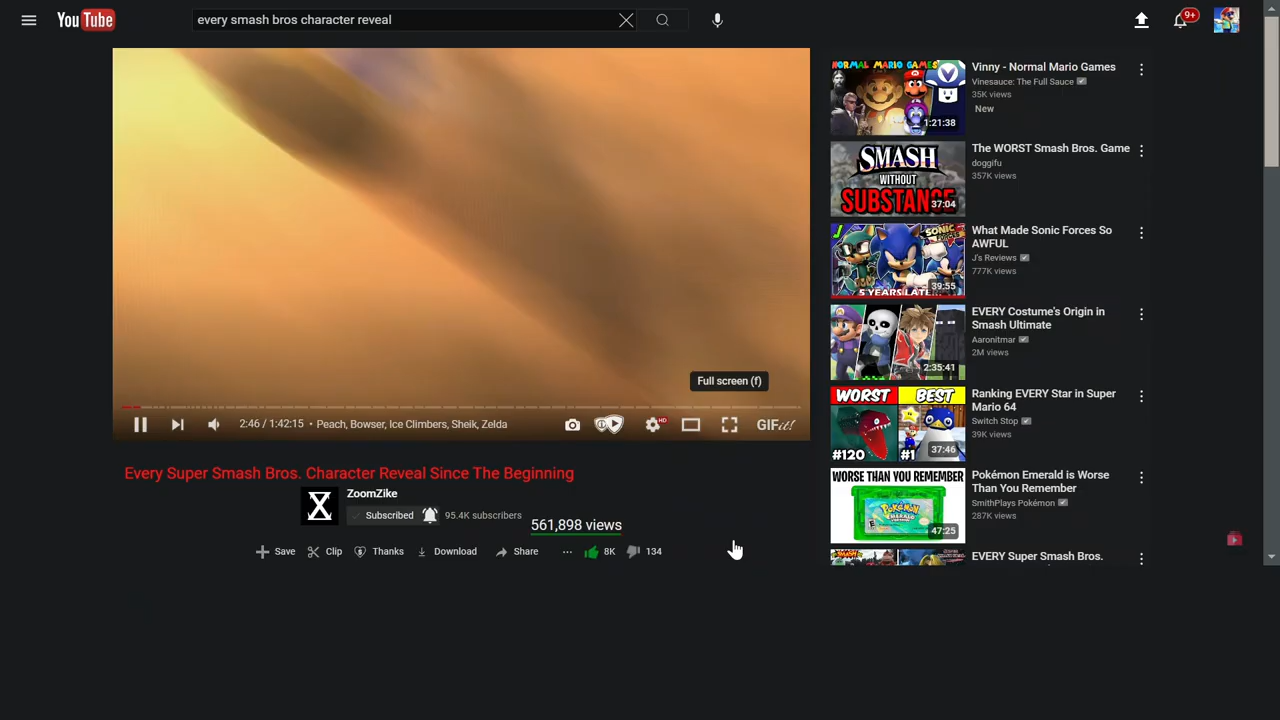 YouTube
every smash bros character reveal
9+
Full screen (f)
2:46 / 1:42:15 • Peach, Bowser, Ice Climbers, Sheik, Zelda
HD
GIFit!
Every Super Smash Bros. Character Reveal Since The Beginning
X
ZoomZike
Subscribed
95.4K subscribers
561,898 views
Save
Clip
Thanks
Download
Share
...
8K
134
NORMAL MARIO GAMES
1:21:38
Vinny - Normal Mario Games
Vinesauce: The Full Sauce
35K views
New
SMASH
WITHOUT
SUBSTANCE
37:04
The WORST Smash Bros. Game
doggifu
357K views
SONIC
FORCES
5 YEARS LATE
39:55
What Made Sonic Forces So
AWFUL
J's Reviews
777K views
2:35:41
EVERY Costume's Origin in
Smash Ultimate
Aaronitmar
2M views
WORST
BEST
#120
#1
37:46
Ranking EVERY Star in Super
Mario 64
Switch Stop
39K views
WORSE THAN YOU REMEMBER
POKéMON
EMERALD
47:25
Pokémon Emerald is Worse
Than You Remember
SmithPlays Pokémon
287K views
EVERY Super Smash Bros.